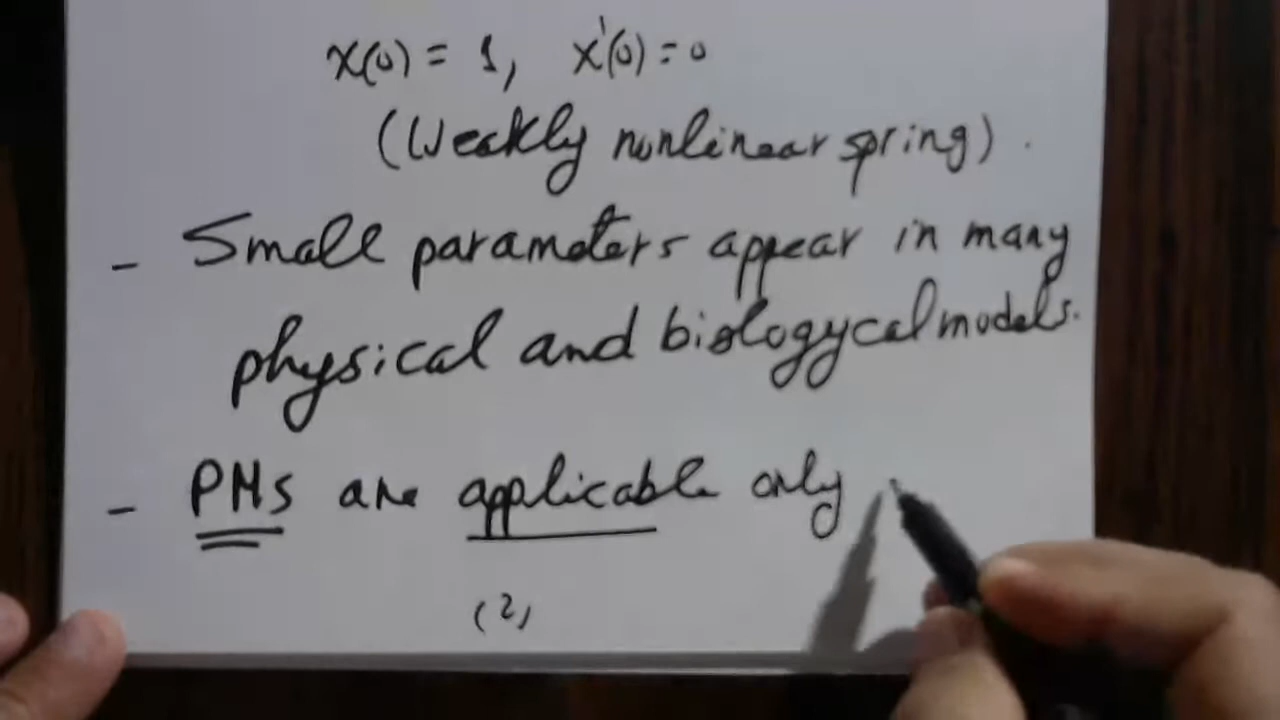 x(0) = 1, x'(0) = 0
(Weekly nonlinear spring).
- Small parameters appear in many
physical and biologycal models.
- PMs are applicable only
(2)